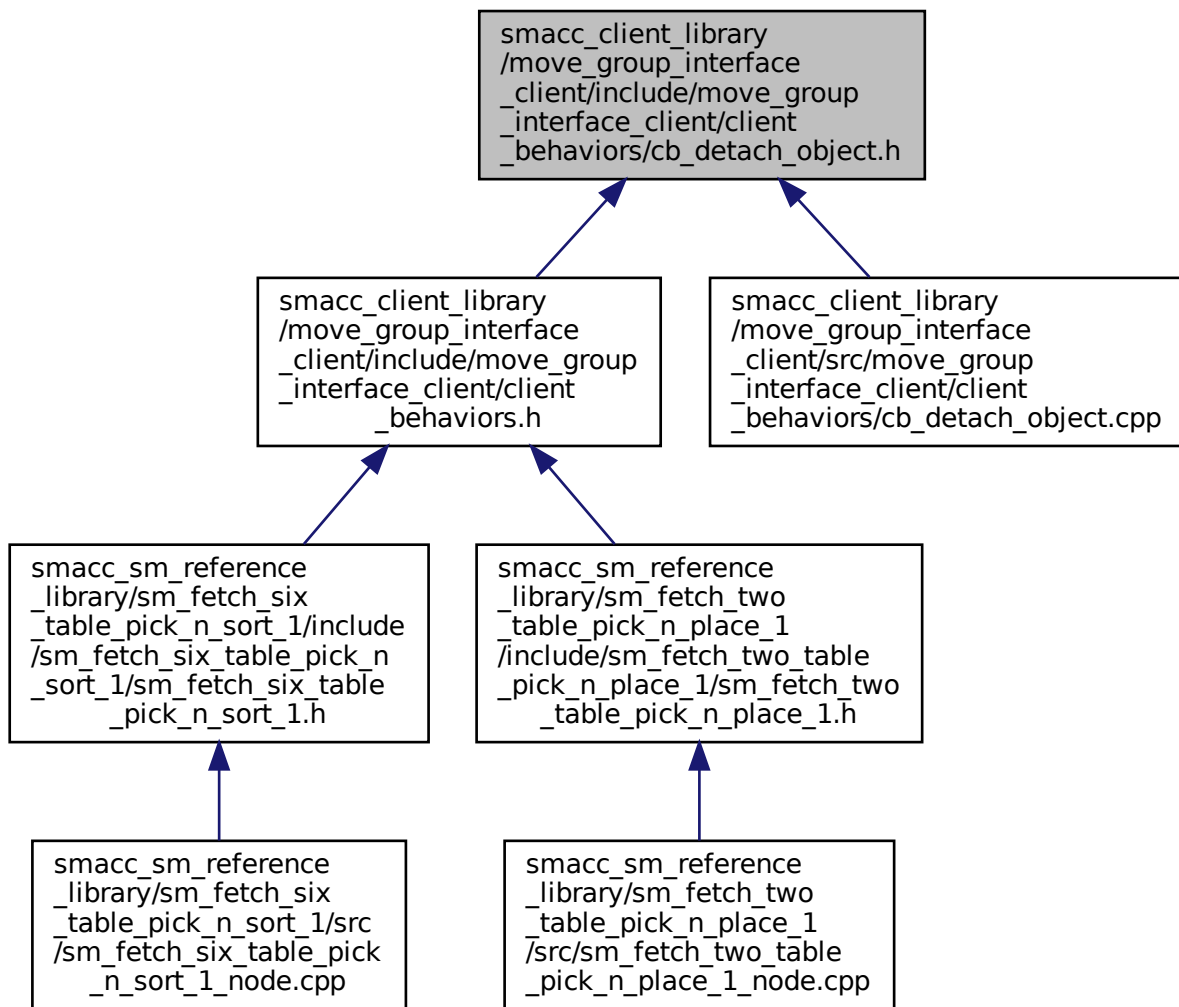 smacc_client_library
/move_group_interface
_client/include/move_group
_interface_client/client
_behaviors/cb_detach_object.h
smacc_client_library
/move_group_interface
_client/include/move_group
_interface_client/client
_behaviors.h
smacc_client_library
/move_group_interface
_client/src/move_group
_interface_client/client
_behaviors/cb_detach_object.cpp
smacc_sm_reference
_library/sm_fetch_six
_table_pick_n_sort_1/include
/sm_fetch_six_table_pick_n
_sort_1/sm_fetch_six_table
_pick_n_sort_1.h
smacc_sm_reference
_library/sm_fetch_two
_table_pick_n_place_1
/include/sm_fetch_two_table
_pick_n_place_1/sm_fetch_two
_table_pick_n_place_1.h
smacc_sm_reference
_library/sm_fetch_six
_table_pick_n_sort_1/src
/sm_fetch_six_table_pick
_n_sort_1_node.cpp
smacc_sm_reference
_library/sm_fetch_two
_table_pick_n_place_1
/src/sm_fetch_two_table
_pick_n_place_1_node.cpp